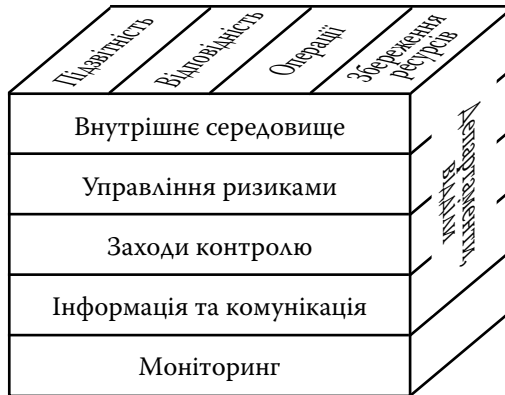 Підзвітність
Відповідність
Операції
Збереження
ресурсів
Внутрішнє середовище
Управління ризиками
Заходи контролю
Інформація та комунікація
Моніторинг
Департаменти,
відділи